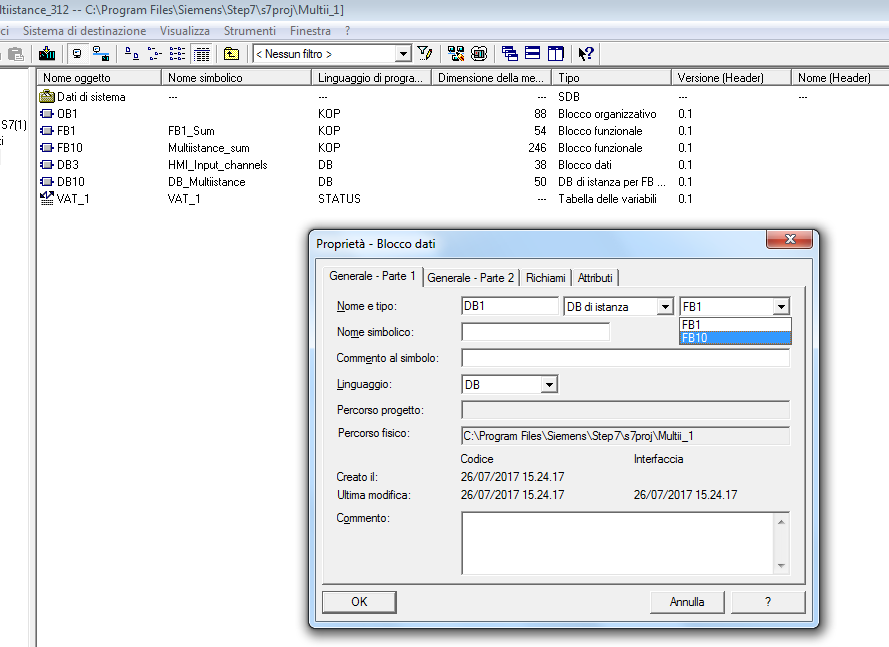 ltiistance_312 -- C:\Program Files\Siemens\Step7\s7proj\Multii_1]
ci Sistema di destinazione Visualizza Strumenti Finestra ?
< Nessun filtro >
Nome oggetto Nome simbolico Linguaggio di progra... Dimensione della me... Tipo Versione (Header) Nome (Header)
Dati di sistema --- --- --- SDB --- ---
OB1 KOP 88 Blocco organizzativo 0.1
S7(1)
FB1 FB1_Sum KOP 54 Blocco funzionale 0.1
FB10 Multiistance_sum KOP 246 Blocco funzionale 0.1
DB3 HMI_Input_channels DB 38 Blocco dati 0.1
DB10 DB_Multiistance DB 50 DB di istanza per FB ... 0.1
VAT_1 VAT_1 STATUS --- Tabella delle variabili 0.1
Proprietà - Blocco dati
Generale - Parte 1 Generale - Parte 2 Richiami Attributi
Nome e tipo: DB1 DB di istanza FB1
FB1
FB10
Nome simbolico:
Commento al simbolo:
Linguaggio: DB
Percorso progetto:
Percorso fisico: C:\Program Files\Siemens\Step7\s7proj\Multii_1
Codice Interfaccia
Creato il: 26/07/2017 15.24.17
Ultima modifica: 26/07/2017 15.24.17 26/07/2017 15.24.17
Commento:
OK Annulla ?